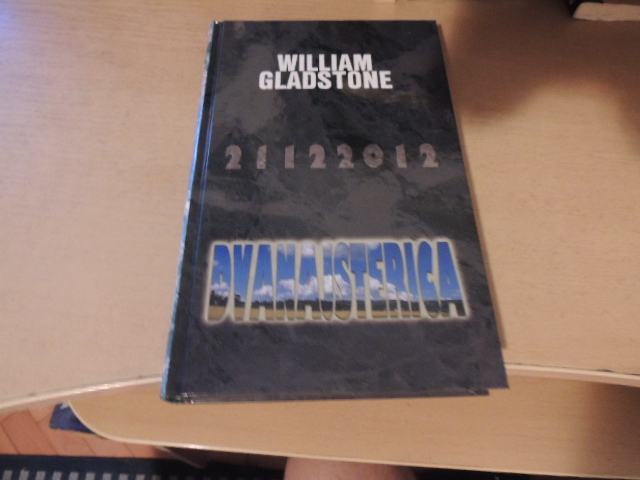 WILLIAM
GLADSTONE
21122012
DVANAJSTERICA